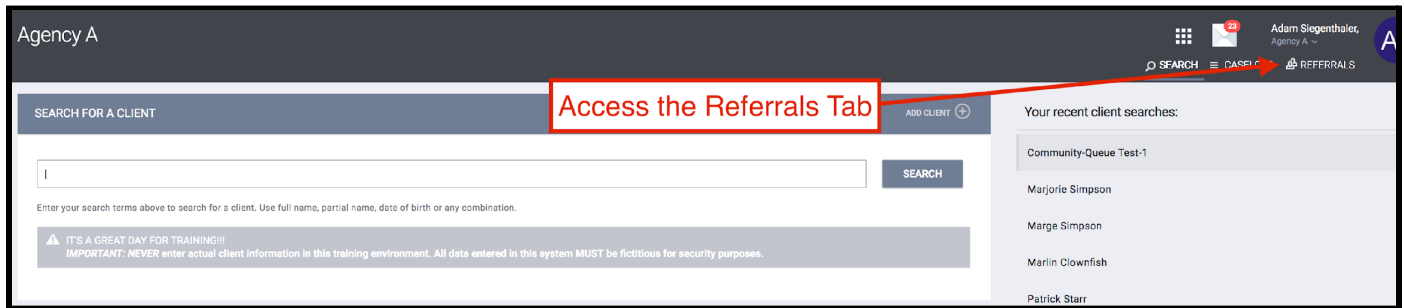 Agency A
23
Adam Siegenthaler,
Agency A
A
SEARCH
REFERRALS
SEARCH FOR A CLIENT
Access the Referrals Tab
ADD CLIENT
SEARCH
Enter your search terms above to search for a client. Use full name, partial name, date of birth or any combination.
IT'S A GREAT DAY FOR TRAINING!!!
IMPORTANT: NEVER enter actual client information in this training environment. All data entered in this system MUST be fictitious for security purposes.
Your recent client searches:
Community-Queue Test-1
Marjorie Simpson
Marge Simpson
Marlin Clownfish
Patrick Starr